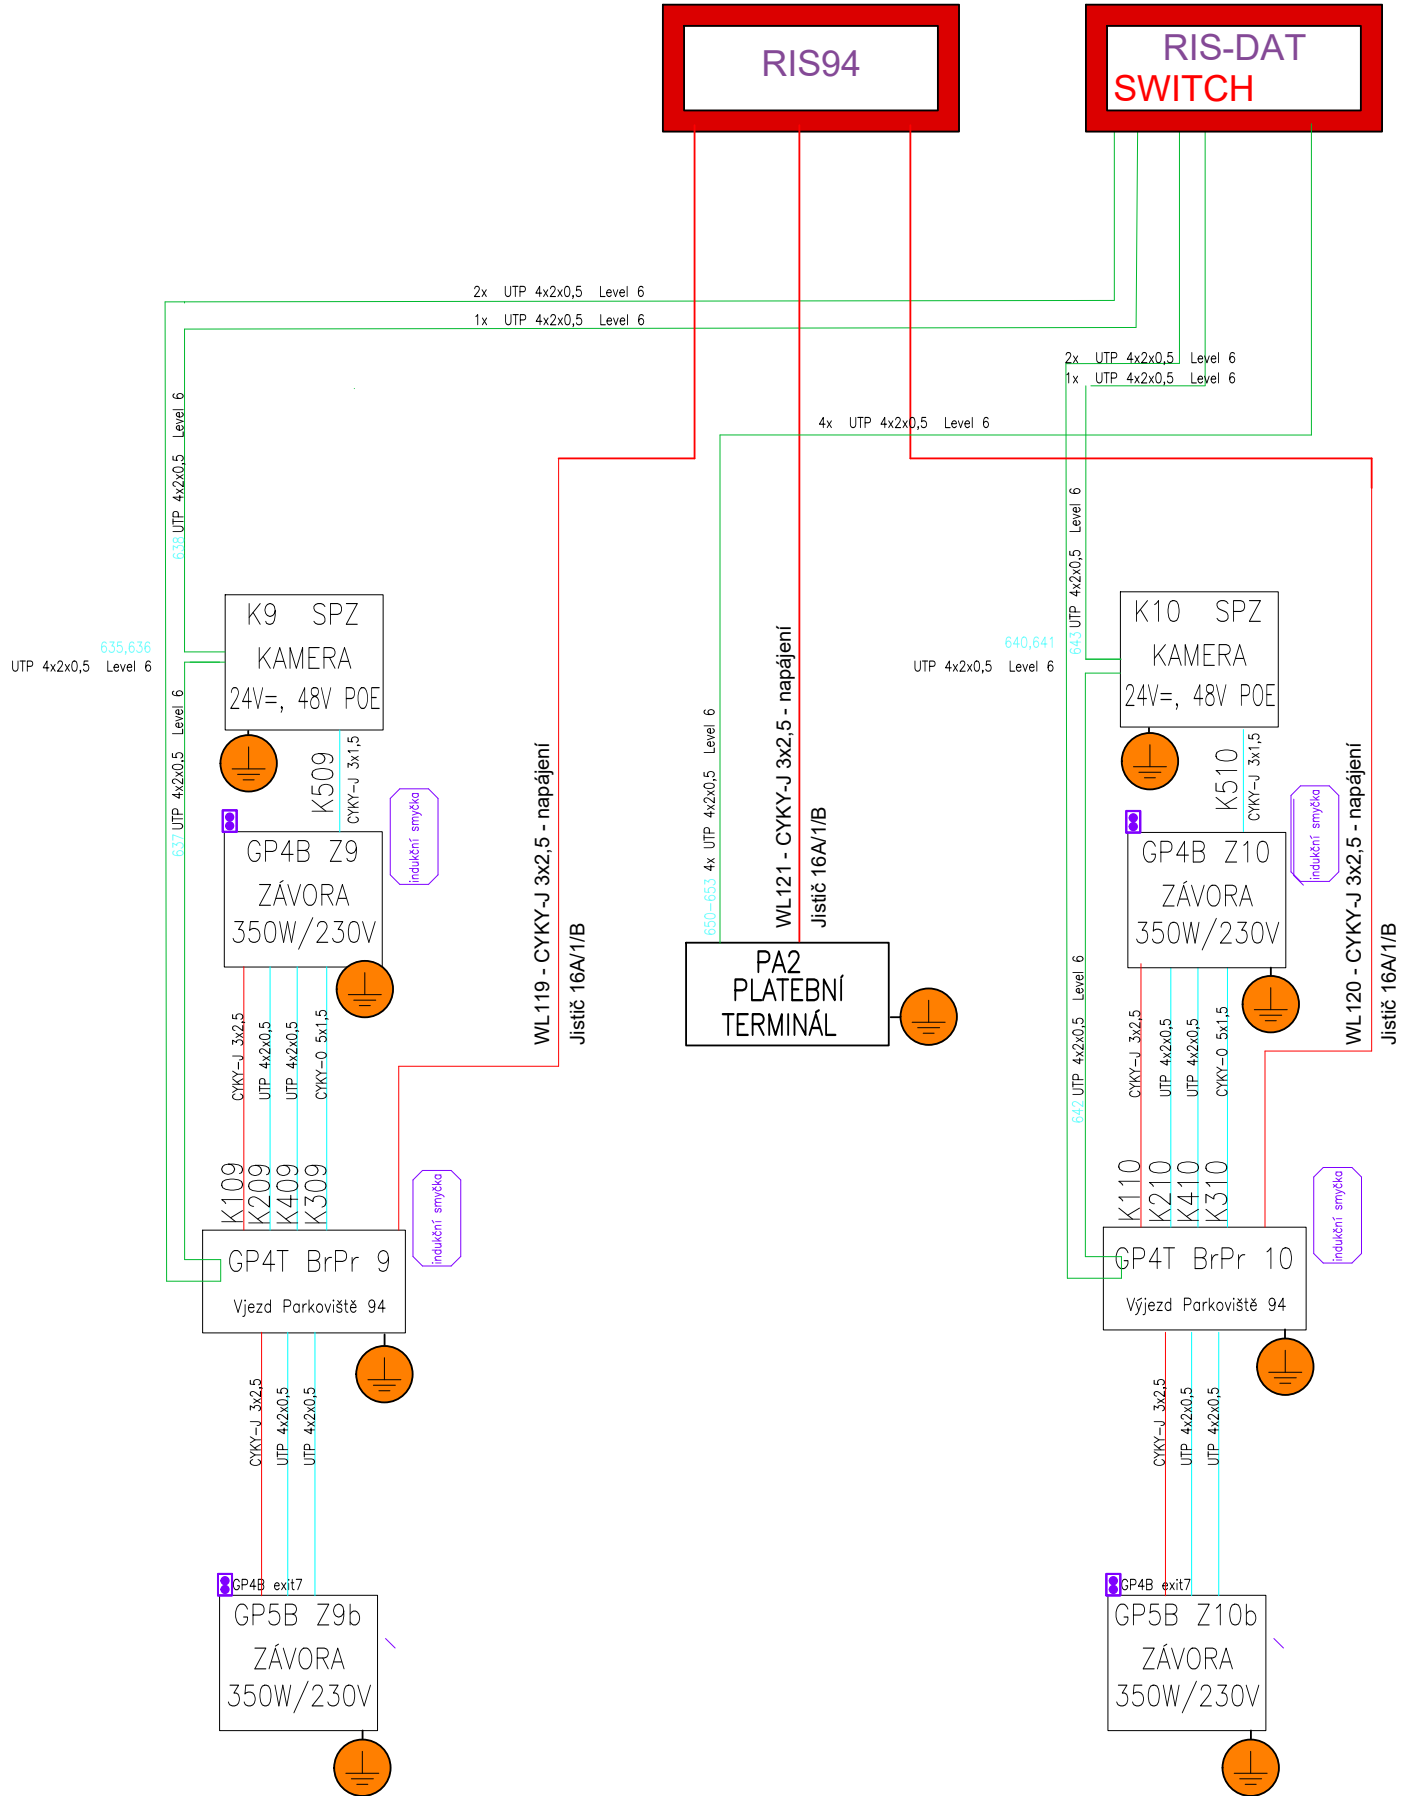 RIS94
RIS-DAT
SWITCH
2x UTP 4x2x0,5 Level 6
1x UTP 4x2x0,5 Level 6
2x UTP 4x2x0,5 Level 6
1x UTP 4x2x0,5 Level 6
4x UTP 4x2x0,5 Level 6
638 UTP 4x2x0,5 Level 6
635,636
UTP 4x2x0,5 Level 6
637 UTP 4x2x0,5 Level 6
K9 SPZ
KAMERA
24V=, 48V POE
K509
CYKY-J 3x1,5
indukční smyčka
GP4B Z9
ZÁVORA
350W/230V
CYKY-J 3x2,5
UTP 4x2x0,5
UTP 4x2x0,5
CYKY-O 5x1,5
K109
K209
K409
K309
indukční smyčka
GP4T BrPr 9
Vjezd Parkoviště 94
CYKY-J 3x2,5
UTP 4x2x0,5
UTP 4x2x0,5
GP4B exit7
GP5B Z9b
ZÁVORA
350W/230V
WL119 - CYKY-J 3x2,5 - napájení
Jistič 16A/1/B
650-653 4x UTP 4x2x0,5 Level 6
WL121 - CYKY-J 3x2,5 - napájení
Jistič 16A/1/B
PA2
PLATEBNÍ
TERMINÁL
643 UTP 4x2x0,5 Level 6
640,641
UTP 4x2x0,5 Level 6
642 UTP 4x2x0,5 Level 6
K10 SPZ
KAMERA
24V=, 48V POE
K510
CYKY-J 3x1,5
indukční smyčka
GP4B Z10
ZÁVORA
350W/230V
WL120 - CYKY-J 3x2,5 - napájení
Jistič 16A/1/B
CYKY-J 3x2,5
UTP 4x2x0,5
UTP 4x2x0,5
CYKY-O 5x1,5
K110
K210
K410
K310
indukční smyčka
GP4T BrPr 10
Výjezd Parkoviště 94
CYKY-J 3x2,5
UTP 4x2x0,5
UTP 4x2x0,5
GP4B exit7
GP5B Z10b
ZÁVORA
350W/230V